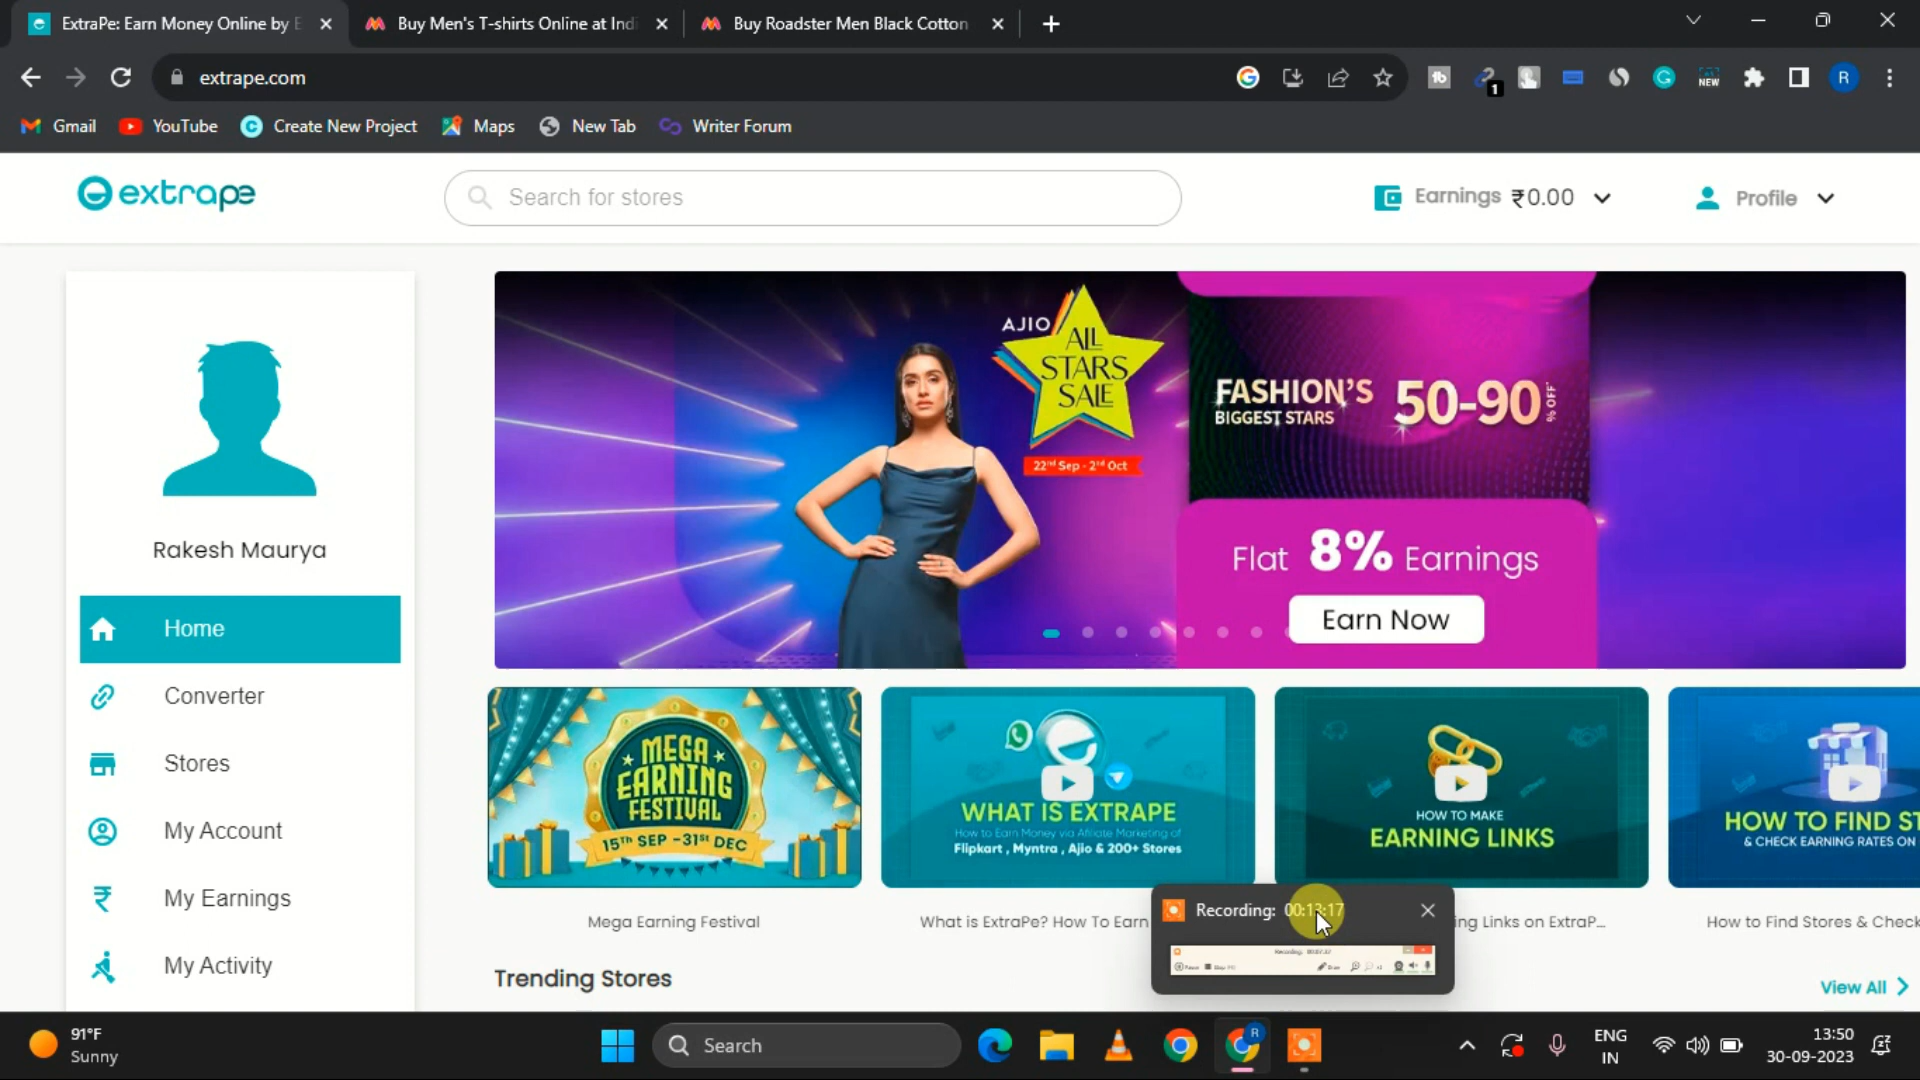 ExtraPe: Earn Money Online by E
Buy Men's T-shirts Online at Indi
Buy Roadster Men Black Cotton
extrape.com
1
NEW
R
Gmail
YouTube
Create New Project
Maps
New Tab
Writer Forum
extrape
Search for stores
Earnings ₹0.00
Profile
Rakesh Maurya
Home
Converter
Stores
My Account
My Earnings
My Activity
AJIO
ALL
STARS
SALE
22nd Sep - 2nd Oct
FASHION'S
BIGGEST STARS
50-90
% OFF*
Flat 8% Earnings
Earn Now
MEGA
EARNING
FESTIVAL
15TH SEP -31ST DEC
WHAT IS EXTRAPE
How to Earn Money via Affiliate Marketing of
Flipkart , Myntra , Ajio & 200+ Stores
HOW TO MAKE
EARNING LINKS
HOW TO FIND ST
& CHECK EARNING RATES ON
Mega Earning Festival
What is ExtraPe? How To Earn
ing Links on ExtraP...
How to Find Stores & Check
Recording: 00:13:17
Trending Stores
View All
91°F
Sunny
Search
R
ENG
IN
13:50
30-09-2023